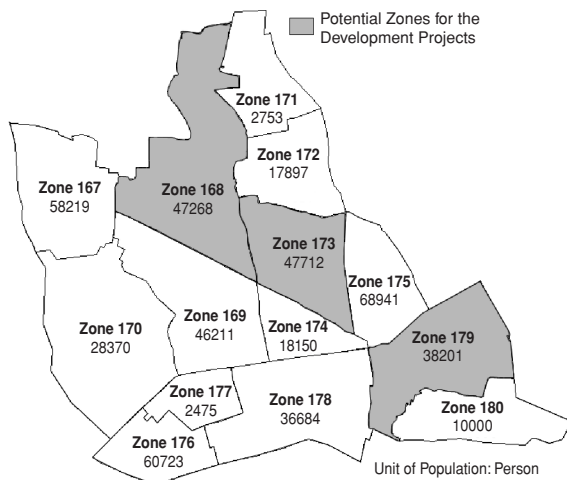 Potential Zones for the
Development Projects
Zone 171
2753
Zone 172
17897
Zone 167
58219
Zone 168
47268
Zone 173
47712
Zone 175
68941
Zone 169
46211
Zone 174
18150
Zone 170
28370
Zone 179
38201
Zone 177
2475
Zone 178
36684
Zone 180
10000
Zone 176
60723
Unit of Population: Person